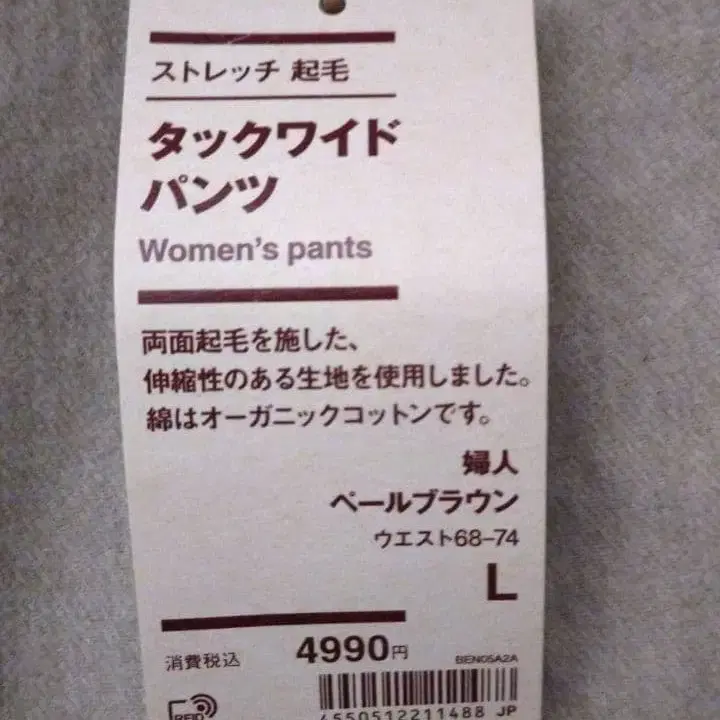 ストレッチ 起毛
タックワイド
パンツ
Women's pants
両面起毛を施した、
伸縮性のある生地を使用しました。
綿はオーガニックコットンです。
婦人
ペールブラウン
ウエスト68–74
L
消費税込 4990円
BEN05A2A
RFID
4550512211488 JP